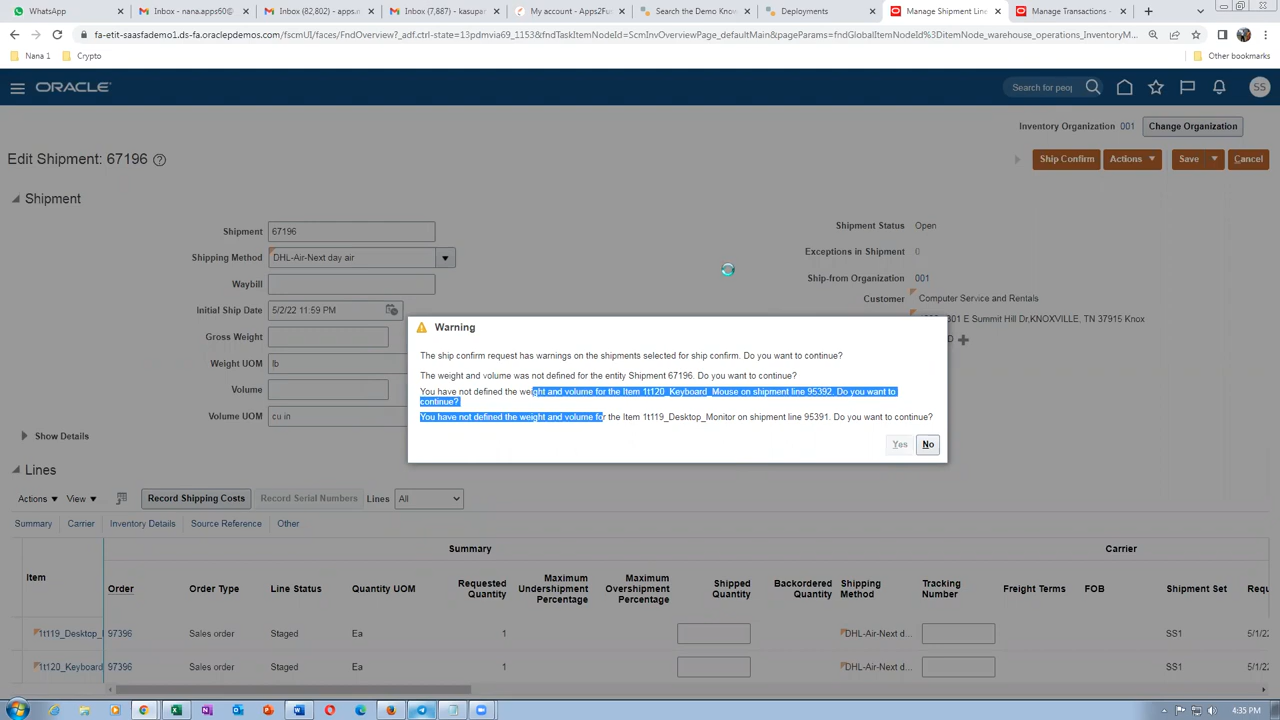 WhatsApp
Inbox - nana.apps50@
Inbox (82,802) - apps.e
Inbox (7,887) - kasupar
My account - Apps2Fu
Search the Demo Know
Deployments
Manage Shipment Line
Manage Transactions -
fa-etit-saasfademo1.ds-fa.oraclepdemos.com/fscmUI/faces/FndOverview?_adf.ctrl-state=13pdmvia69_1153&fndTaskItemNodeId=ScmInvOverviewPage_defaultMain&pageParams=fndGlobalItemNodeId%3DitemNode_warehouse_operations_InventoryM...
Nana 1
Crypto
Other bookmarks
ORACLE
Search for peop
SS
Inventory Organization 001
Change Organization
Edit Shipment: 67196
Ship Confirm
Actions
Save
Cancel
Shipment
Shipment 67196
Shipping Method DHL-Air-Next day air
Waybill
Initial Ship Date 5/2/22 11:59 PM
Gross Weight
Weight UOM lb
Volume
Volume UOM cu in
Show Details
Shipment Status Open
Exceptions in Shipment 0
Ship-from Organization 001
Customer Computer Service and Rentals
301 E Summit Hill Dr,KNOXVILLE, TN 37915 Knox
Warning
The ship confirm request has warnings on the shipments selected for ship confirm. Do you want to continue?
The weight and volume was not defined for the entity Shipment 67196. Do you want to continue?
You have not defined the weight and volume for the Item 1t120_Keyboard_Mouse on shipment line 95392. Do you want to
continue?
You have not defined the weight and volume for the Item 1t119_Desktop_Monitor on shipment line 95391. Do you want to continue?
Yes
No
Lines
Actions
View
Record Shipping Costs
Record Serial Numbers
Lines
All
Summary
Carrier
Inventory Details
Source Reference
Other
Summary
Carrier
Item
Order
Order Type
Line Status
Quantity UOM
Requested
Quantity
Maximum
Undershipment
Percentage
Maximum
Overshipment
Percentage
Shipped
Quantity
Backordered
Quantity
Shipping
Method
Tracking
Number
Freight Terms
FOB
Shipment Set
Requ
1t119_Desktop_ 97396 Sales order Staged Ea 1 DHL-Air-Next d... SS1 5/1/22
1t120_Keyboard 97396 Sales order Staged Ea 1 DHL-Air-Next d... SS1 5/1/22
4:35 PM